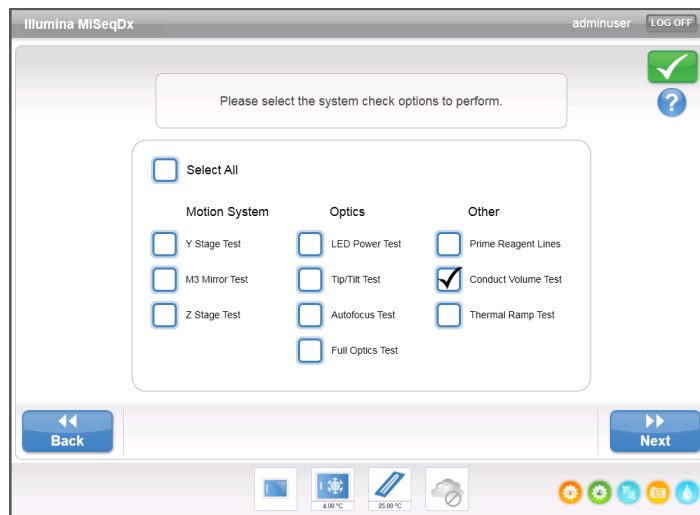 Illumina MiSeqDx
adminuser
LOG OFF
Please select the system check options to perform.
Select All
Motion System
Optics
Other
Y Stage Test
LED Power Test
Prime Reagent Lines
M3 Mirror Test
Tip/Tilt Test
Conduct Volume Test
Z Stage Test
Autofocus Test
Thermal Ramp Test
Full Optics Test
Back
Next
4.00 °C
25.00 °C